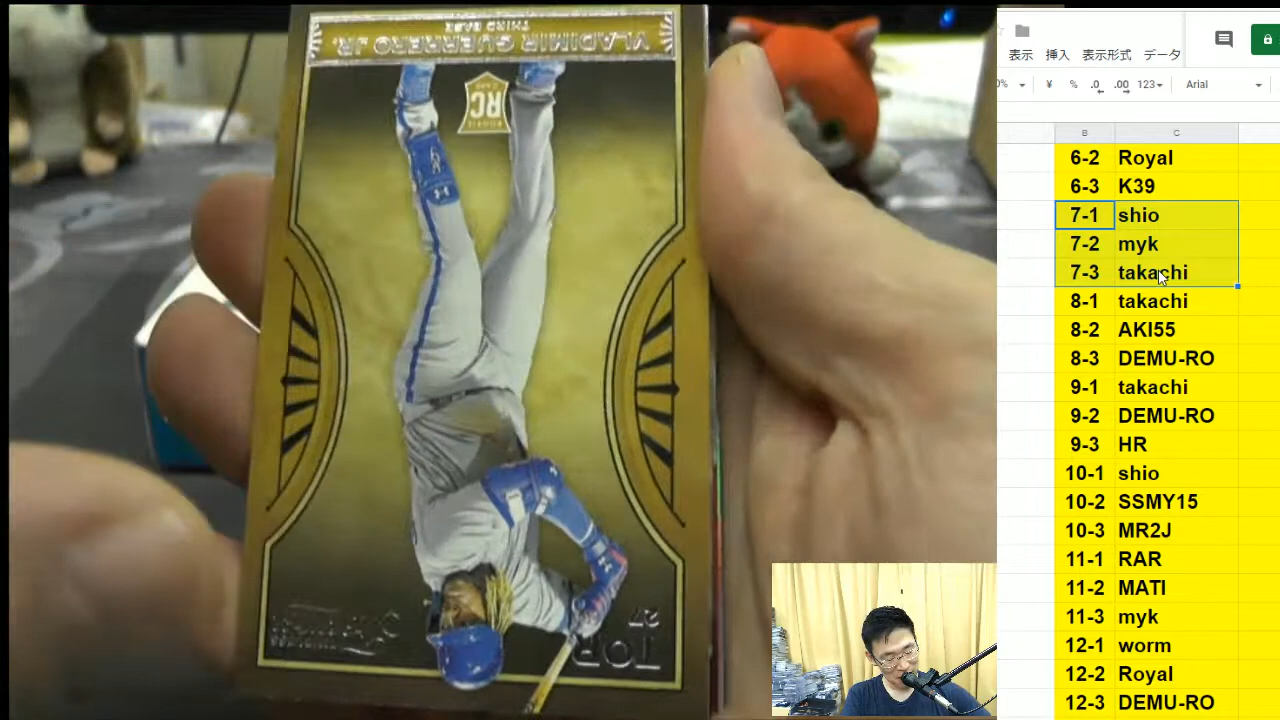 VLADIMIR GUERRERO JR.
THIRD BASE
RC
27
TOR
表示 挿入 表示形式 データ
0% ¥ % .0 .00 123 Arial
B C
6-2 Royal
6-3 K39
7-1 shio
7-2 myk
7-3 takachi
8-1 takachi
8-2 AKI55
8-3 DEMU-RO
9-1 takachi
9-2 DEMU-RO
9-3 HR
10-1 shio
10-2 SSMY15
10-3 MR2J
11-1 RAR
11-2 MATI
11-3 myk
12-1 worm
12-2 Royal
12-3 DEMU-RO